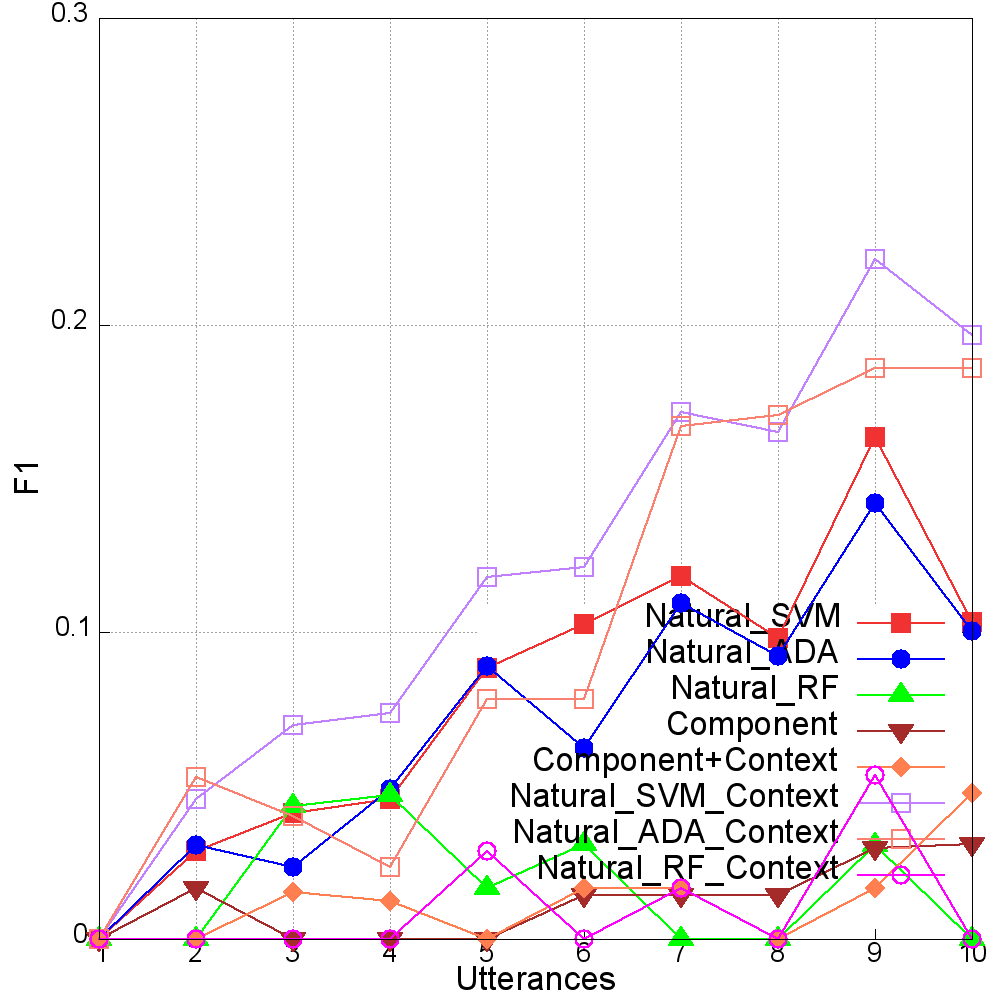 0.3
0.2
0.1
0
F1
Natural_SVM
Natural_ADA
Natural_RF
Component
Component+Context
Natural_SVM_Context
Natural_ADA_Context
Natural_RF_Context
1 2 3 4 5 6 7 8 9 10
Utterances